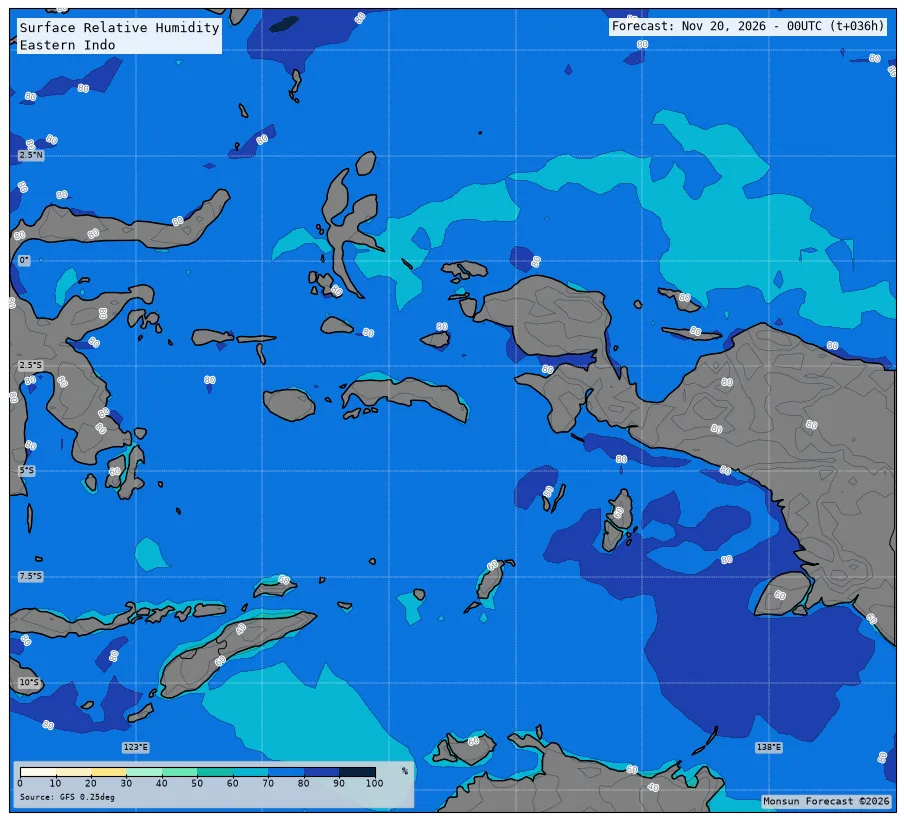 Surface Relative Humidity
Eastern Indo
Forecast: Nov 20, 2026 - 00UTC (t+036h)
2.5°N
0°
2.5°S
5°S
7.5°S
10°S
123°E
138°E
%
0 10 20 30 40 50 60 70 80 90 100
Source: GFS 0.25deg
Monsun Forecast ©2026